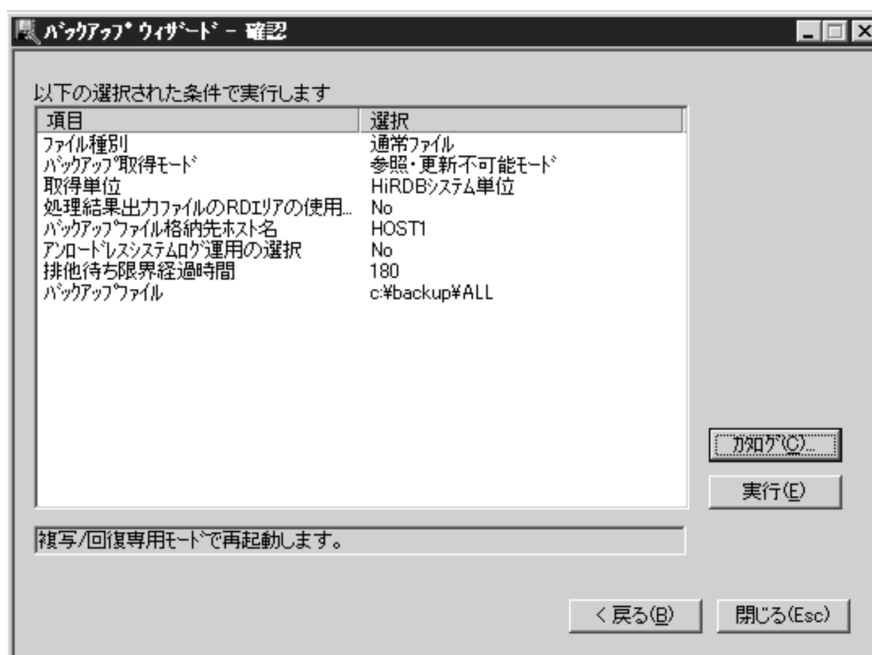 バックアップ ウィザード - 確認
以下の選択された条件で実行します
項目 選択
ファイル種別 通常ファイル
バックアップ取得モード 参照・更新不可能モード
取得単位 HiRDBシステム単位
処理結果出力ファイルのRDエリアの使用... No
バックアップファイル格納先ホスト名 HOST1
アンロードレスシステムログ運用の選択 No
排他待ち限界経過時間 180
バックアップファイル c:¥backup¥ALL
カタログ(C)...
実行(E)
複写/回復専用モードで再起動します。
< 戻る(B) 閉じる(Esc)